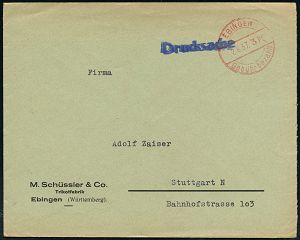 EBINGEN
Drucksache
Firma
Adolf Zaiser
M. Schüssler & Co.
Trikotfabrik
Ebingen (Württemberg).
Stuttgart N
Bahnhofstrasse 103